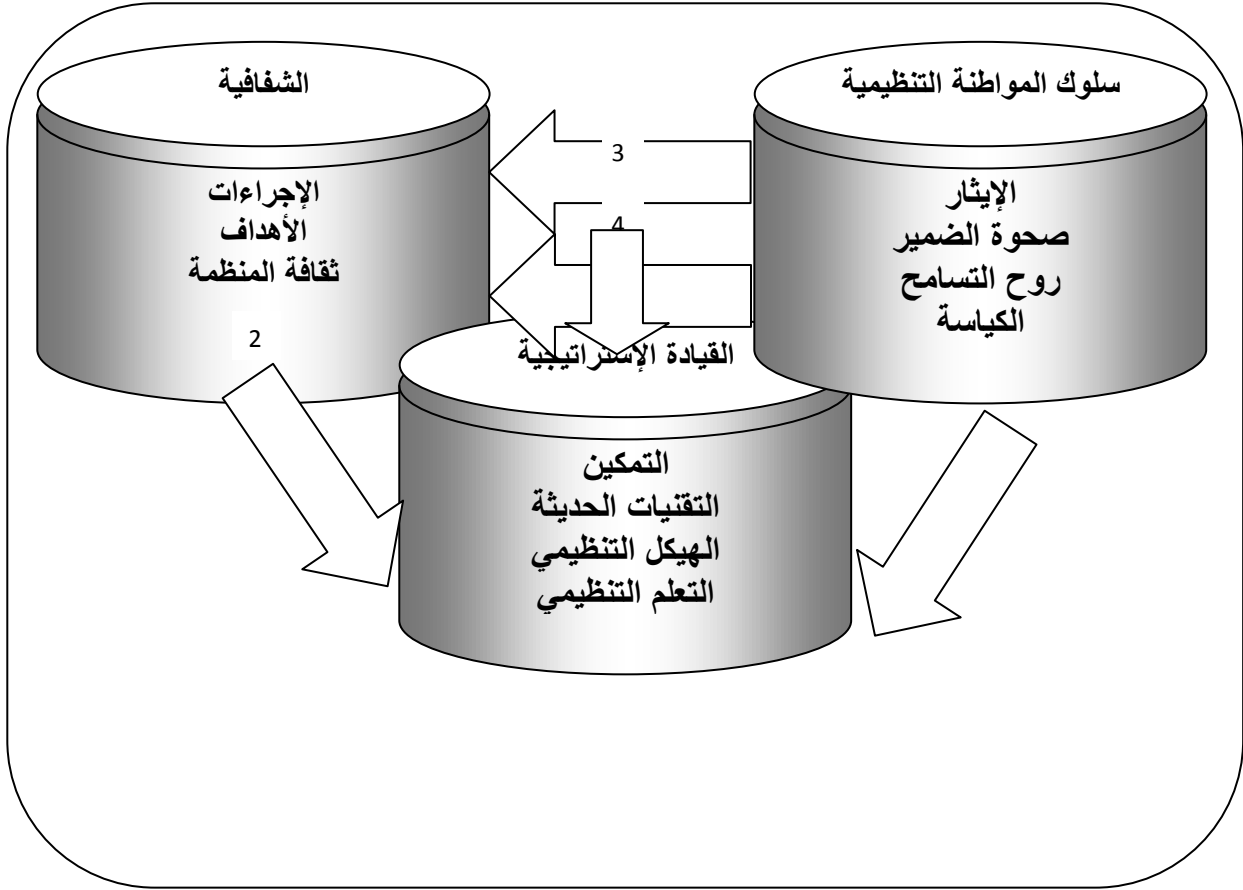 سلوك المواطنة التنظيمية
الإيثار
صحوة الضمير
روح التسامح
الكياسة
الشفافية
الإجراءات
الأهداف
ثقافة المنظمة
3
4
2
القيادة الإستراتيجية
التمكين
التقنيات الحديثة
الهيكل التنظيمي
التعلم التنظيمي